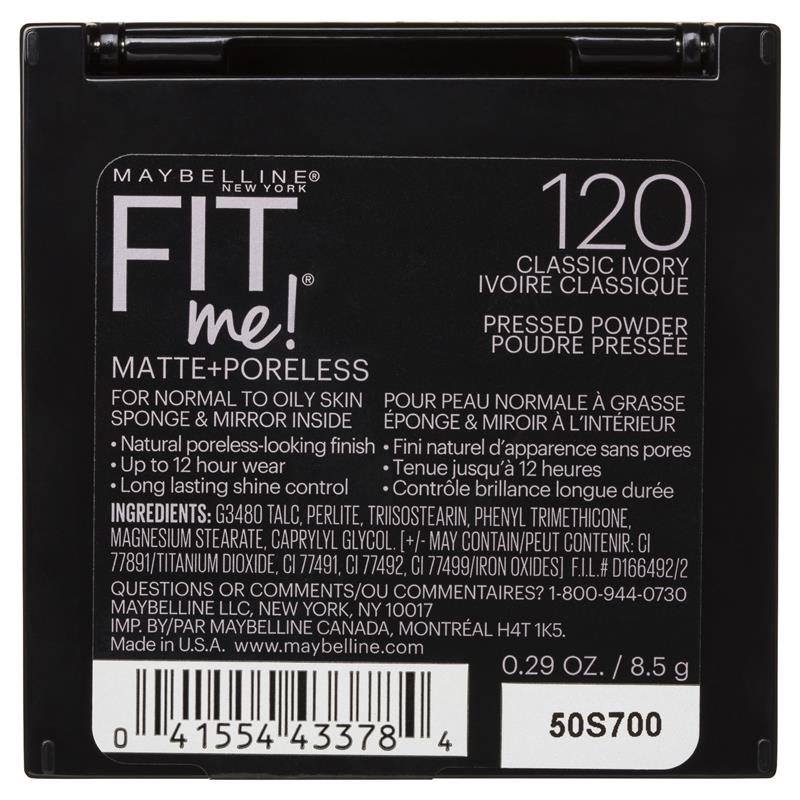 MAYBELLINE®
NEW YORK
FIT
me!®
MATTE+PORELESS
120
CLASSIC IVORY
IVOIRE CLASSIQUE
PRESSED POWDER
POUDRE PRESSÉE
FOR NORMAL TO OILY SKIN
SPONGE & MIRROR INSIDE
• Natural poreless-looking finish
• Up to 12 hour wear
• Long lasting shine control
POUR PEAU NORMALE À GRASSE
ÉPONGE & MIROIR À L'INTÉRIEUR
• Fini naturel d'apparence sans pores
• Tenue jusqu'à 12 heures
• Contrôle brillance longue durée
INGREDIENTS: G3480 TALC, PERLITE, TRIISOSTEARIN, PHENYL TRIMETHICONE,
MAGNESIUM STEARATE, CAPRYLYL GLYCOL. [+/- MAY CONTAIN/PEUT CONTENIR: CI
77891/TITANIUM DIOXIDE, CI 77491, CI 77492, CI 77499/IRON OXIDES] F.I.L.# D166492/2
QUESTIONS OR COMMENTS/OU COMMENTAIRES? 1-800-944-0730
MAYBELLINE LLC, NEW YORK, NY 10017
IMP. BY/PAR MAYBELLINE CANADA, MONTRÉAL H4T 1K5.
Made in U.S.A. www.maybelline.com
0.29 OZ. / 8.5 g
0 41554 43378 4
50S700